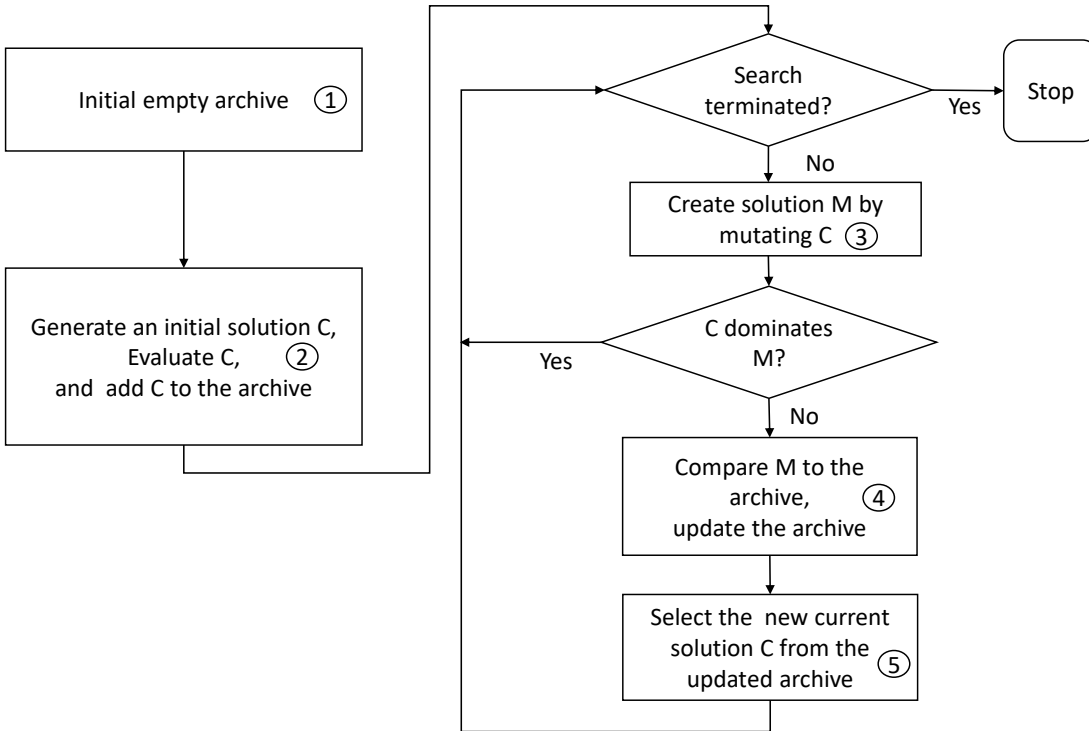 Initial empty archive 1
Generate an initial solution C,
Evaluate C, 2
and add C to the archive
Search
terminated?
Yes
Stop
No
Create solution M by
mutating C 3
C dominates
M?
Yes
No
Compare M to the
archive, 4
update the archive
Select the new current
solution C from the
updated archive 5